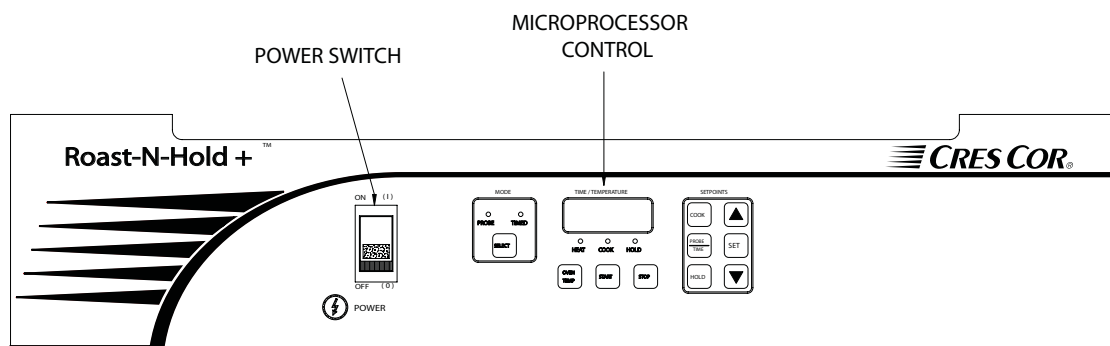 MICROPROCESSOR
CONTROL
POWER SWITCH
Roast-N-Hold + ™
CRES COR®
ON ( I )
OFF ( 0 )
POWER
MODE
PROBE TIMED
SELECT
TIME / TEMPERATURE
HEAT COOK HOLD
OVEN
TEMP
START
STOP
SETPOINTS
COOK
PROBE
TIME
SET
HOLD